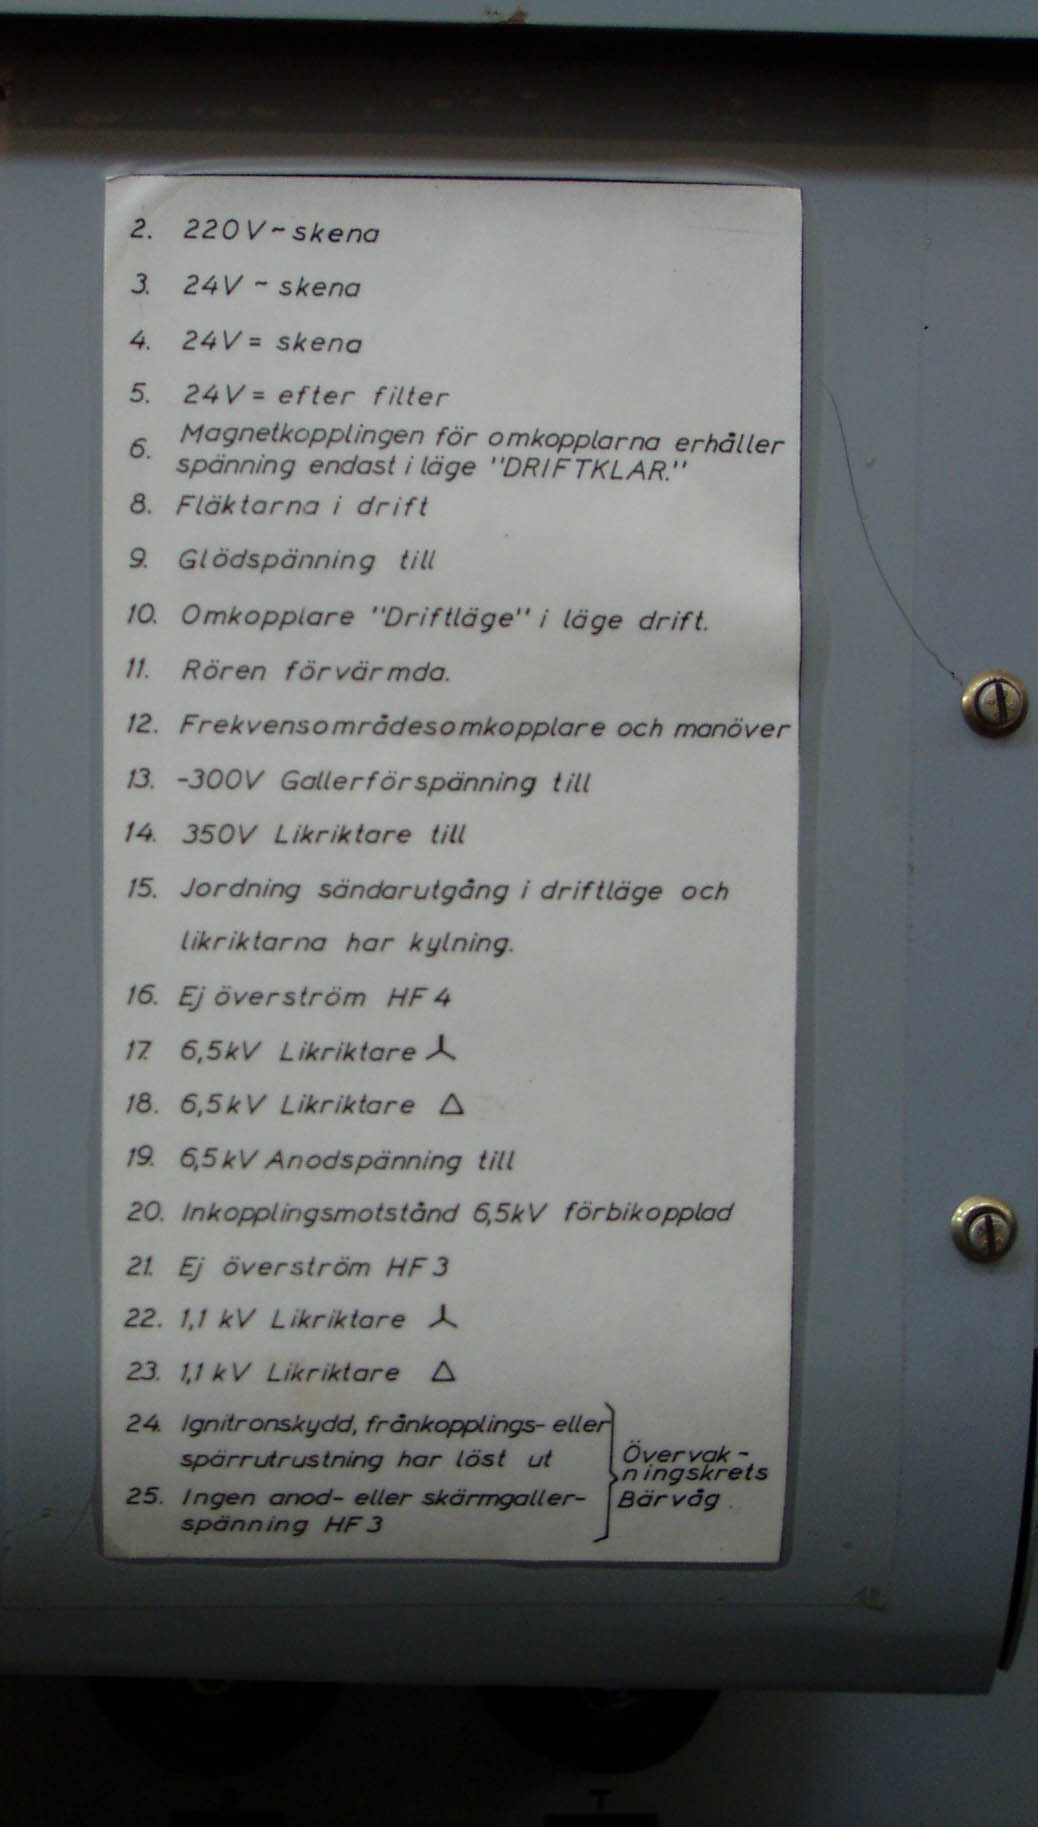 2. 220V~skena
3. 24V ~ skena
4. 24V = skena
5. 24V = efter filter
6. Magnetkopplingen för omkopplarna erhåller
spänning endast i läge "DRIFTKLAR."
8. Fläktarna i drift
9. Glödspänning till
10. Omkopplare "Driftläge" i läge drift.
11. Rören förvärmda.
12. Frekvensområdesomkopplare och manöver
13. -300V Gallerförspänning till
14. 350V Likriktare till
15. Jordning sändarutgång i driftläge och
likriktarna har kylning.
16. Ej överström HF 4
17. 6,5kV Likriktare ⅄
18. 6,5kV Likriktare △
19. 6,5kV Anodspänning till
20. Inkopplingsmotstånd 6,5kV förbikopplad
21. Ej överström HF 3
22. 1,1 kV Likriktare ⅄
23. 1,1 kV Likriktare △
24. Ignitronskydd, frånkopplings- eller
spärrutrustning har löst ut
25. Ingen anod- eller skärmgaller-
spänning HF 3
Övervak-
ningskrets
Bärvåg.
T